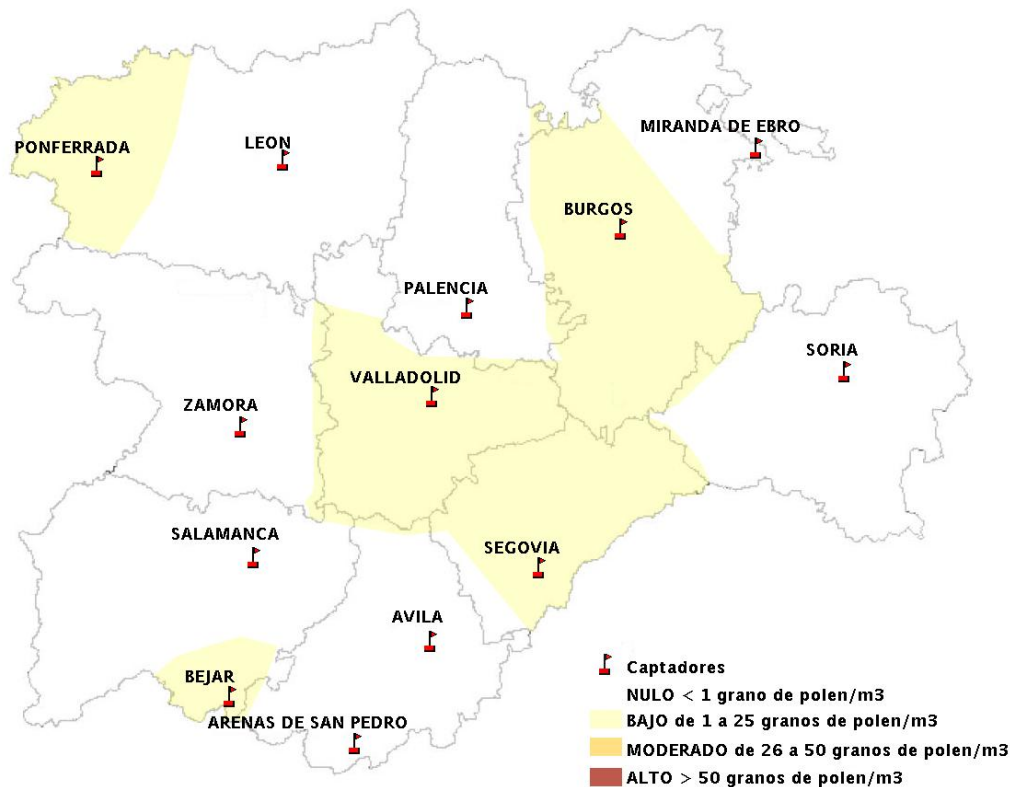 MIRANDA DE EBRO
PONFERRADA
LEON
BURGOS
PALENCIA
SORIA
VALLADOLID
ZAMORA
SALAMANCA
SEGOVIA
AVILA
BEJAR
ARENAS DE SAN PEDRO
Captadores
NULO < 1 grano de polen/m3
BAJO de 1 a 25 granos de polen/m3
MODERADO de 26 a 50 granos de polen/m3
ALTO > 50 granos de polen/m3